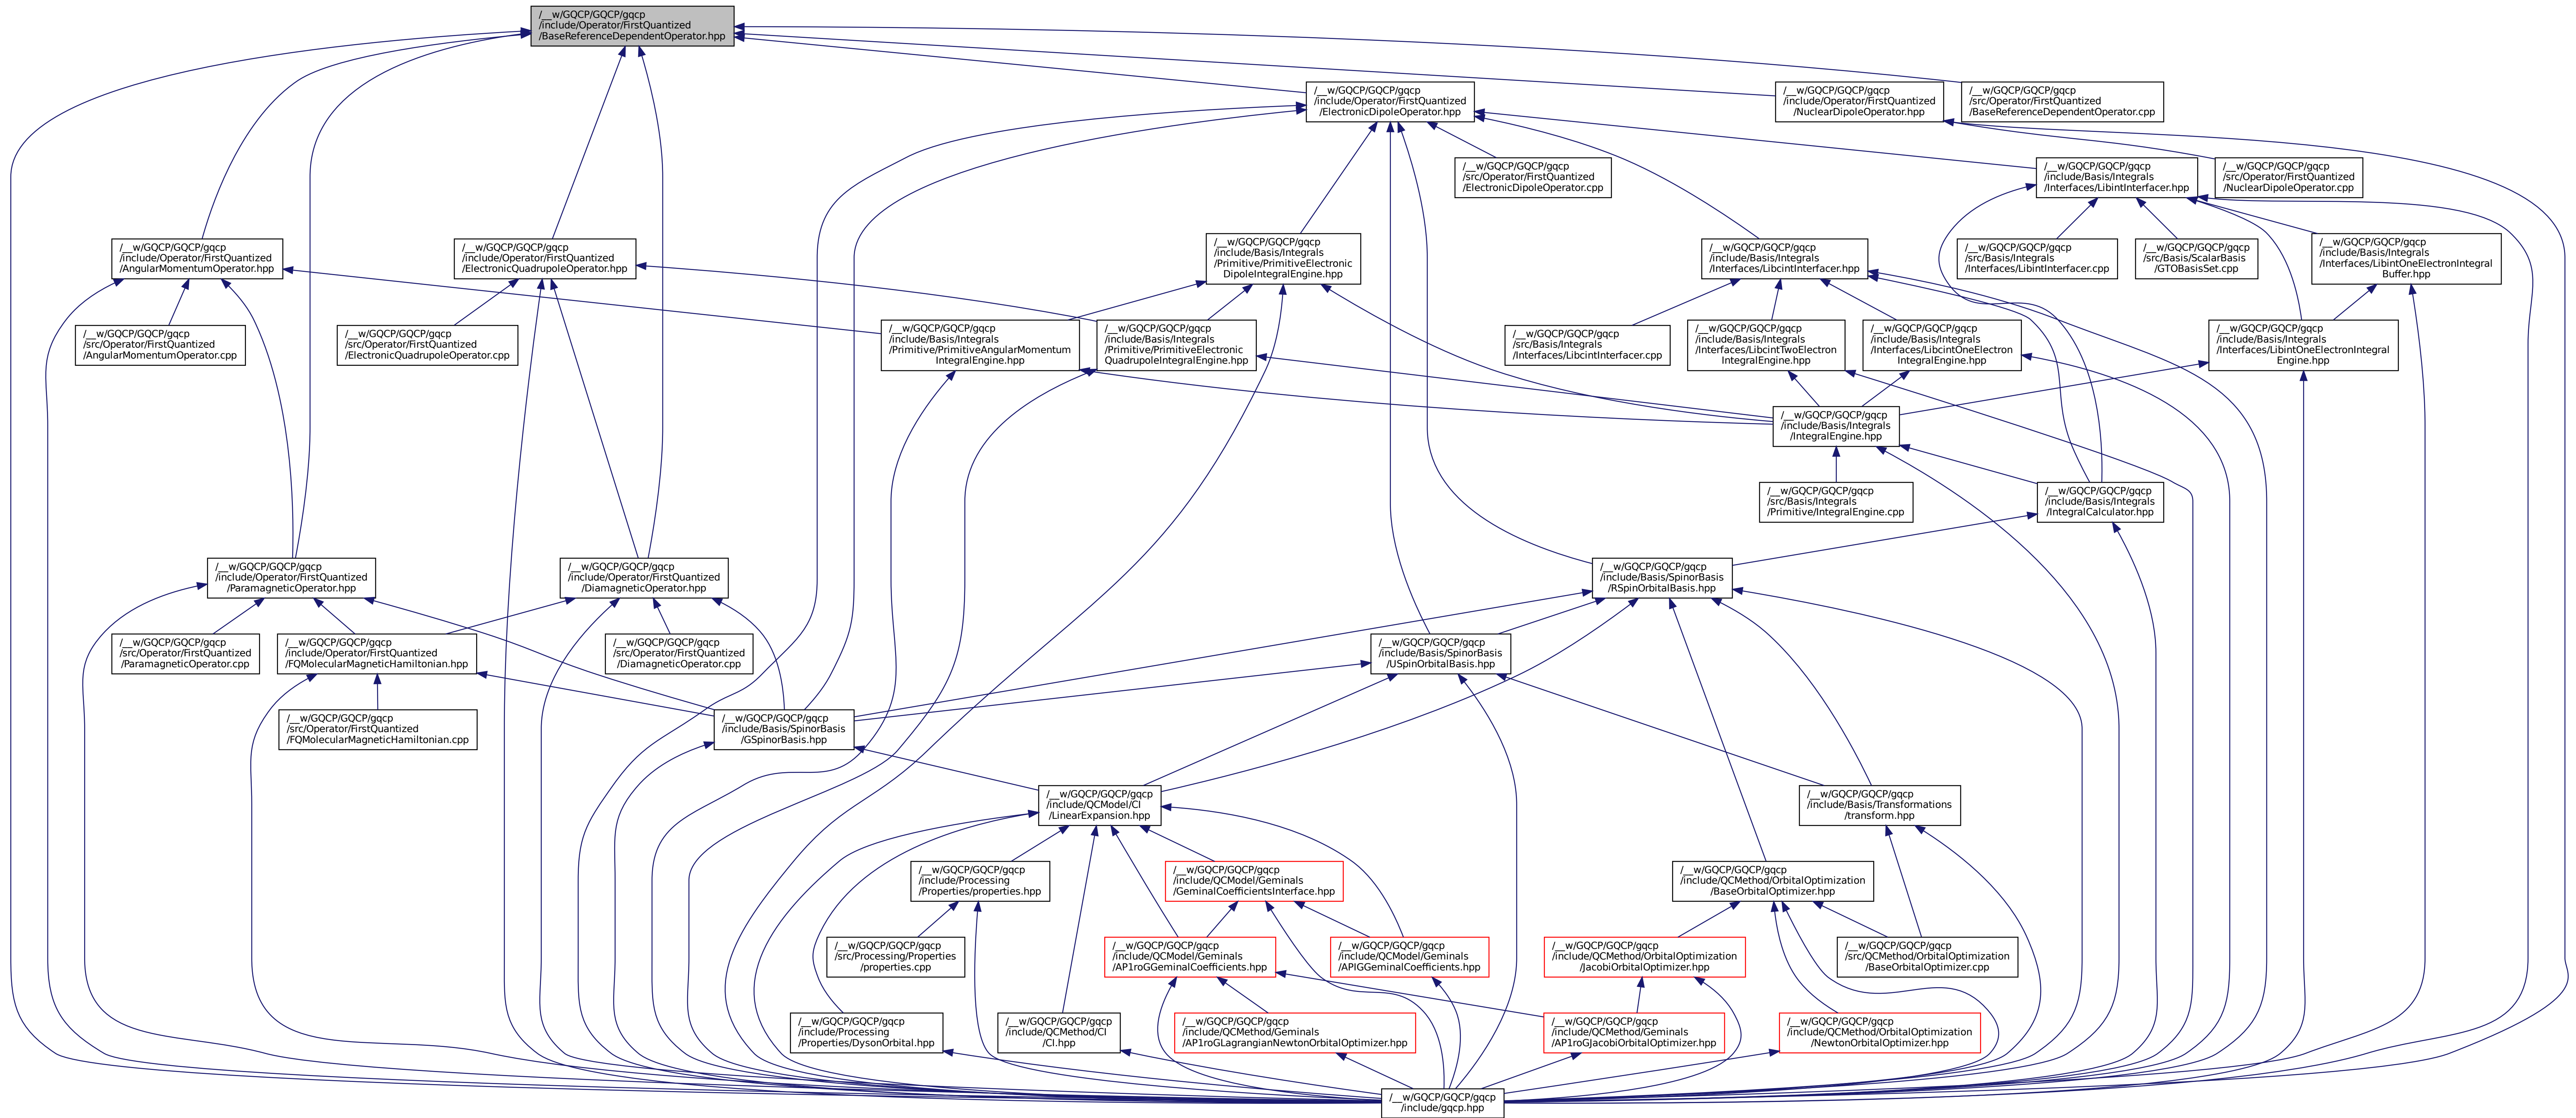 /__w/GQCP/GQCP/gqcp
/include/Operator/FirstQuantized
/BaseReferenceDependentOperator.hpp
/__w/GQCP/GQCP/gqcp
/include/Operator/FirstQuantized
/ElectronicDipoleOperator.hpp
/__w/GQCP/GQCP/gqcp
/include/Operator/FirstQuantized
/NuclearDipoleOperator.hpp
/__w/GQCP/GQCP/gqcp
/src/Operator/FirstQuantized
/BaseReferenceDependentOperator.cpp
/__w/GQCP/GQCP/gqcp
/src/Operator/FirstQuantized
/ElectronicDipoleOperator.cpp
/__w/GQCP/GQCP/gqcp
/include/Basis/Integrals
/Interfaces/LibintInterfacer.hpp
/__w/GQCP/GQCP/gqcp
/src/Operator/FirstQuantized
/NuclearDipoleOperator.cpp
/__w/GQCP/GQCP/gqcp
/include/Operator/FirstQuantized
/AngularMomentumOperator.hpp
/__w/GQCP/GQCP/gqcp
/include/Operator/FirstQuantized
/ElectronicQuadrupoleOperator.hpp
/__w/GQCP/GQCP/gqcp
/include/Basis/Integrals
/Primitive/PrimitiveElectronic
DipoleIntegralEngine.hpp
/__w/GQCP/GQCP/gqcp
/include/Basis/Integrals
/Interfaces/LibcintInterfacer.hpp
/__w/GQCP/GQCP/gqcp
/src/Basis/Integrals
/Interfaces/LibintInterfacer.cpp
/__w/GQCP/GQCP/gqcp
/src/Basis/ScalarBasis
/GTOBasisSet.cpp
/__w/GQCP/GQCP/gqcp
/include/Basis/Integrals
/Interfaces/LibintOneElectronIntegral
Buffer.hpp
/__w/GQCP/GQCP/gqcp
/src/Operator/FirstQuantized
/AngularMomentumOperator.cpp
/__w/GQCP/GQCP/gqcp
/src/Operator/FirstQuantized
/ElectronicQuadrupoleOperator.cpp
/__w/GQCP/GQCP/gqcp
/include/Basis/Integrals
/Primitive/PrimitiveAngularMomentum
IntegralEngine.hpp
/__w/GQCP/GQCP/gqcp
/include/Basis/Integrals
/Primitive/PrimitiveElectronic
QuadrupoleIntegralEngine.hpp
/__w/GQCP/GQCP/gqcp
/src/Basis/Integrals
/Interfaces/LibcintInterfacer.cpp
/__w/GQCP/GQCP/gqcp
/include/Basis/Integrals
/Interfaces/LibcintTwoElectron
IntegralEngine.hpp
/__w/GQCP/GQCP/gqcp
/include/Basis/Integrals
/Interfaces/LibcintOneElectron
IntegralEngine.hpp
/__w/GQCP/GQCP/gqcp
/include/Basis/Integrals
/Interfaces/LibintOneElectronIntegral
Engine.hpp
/__w/GQCP/GQCP/gqcp
/include/Basis/Integrals
/IntegralEngine.hpp
/__w/GQCP/GQCP/gqcp
/src/Basis/Integrals
/Primitive/IntegralEngine.cpp
/__w/GQCP/GQCP/gqcp
/include/Basis/Integrals
/IntegralCalculator.hpp
/__w/GQCP/GQCP/gqcp
/include/Operator/FirstQuantized
/ParamagneticOperator.hpp
/__w/GQCP/GQCP/gqcp
/include/Operator/FirstQuantized
/DiamagneticOperator.hpp
/__w/GQCP/GQCP/gqcp
/include/Basis/SpinorBasis
/RSpinOrbitalBasis.hpp
/__w/GQCP/GQCP/gqcp
/src/Operator/FirstQuantized
/ParamagneticOperator.cpp
/__w/GQCP/GQCP/gqcp
/include/Operator/FirstQuantized
/FQMolecularMagneticHamiltonian.hpp
/__w/GQCP/GQCP/gqcp
/src/Operator/FirstQuantized
/DiamagneticOperator.cpp
/__w/GQCP/GQCP/gqcp
/include/Basis/SpinorBasis
/USpinOrbitalBasis.hpp
/__w/GQCP/GQCP/gqcp
/src/Operator/FirstQuantized
/FQMolecularMagneticHamiltonian.cpp
/__w/GQCP/GQCP/gqcp
/include/Basis/SpinorBasis
/GSpinorBasis.hpp
/__w/GQCP/GQCP/gqcp
/include/QCModel/CI
/LinearExpansion.hpp
/__w/GQCP/GQCP/gqcp
/include/Basis/Transformations
/transform.hpp
/__w/GQCP/GQCP/gqcp
/include/Processing
/Properties/properties.hpp
/__w/GQCP/GQCP/gqcp
/include/QCModel/Geminals
/GeminalCoefficientsInterface.hpp
/__w/GQCP/GQCP/gqcp
/include/QCMethod/OrbitalOptimization
/BaseOrbitalOptimizer.hpp
/__w/GQCP/GQCP/gqcp
/src/Processing/Properties
/properties.cpp
/__w/GQCP/GQCP/gqcp
/include/QCModel/Geminals
/AP1roGGeminalCoefficients.hpp
/__w/GQCP/GQCP/gqcp
/include/QCModel/Geminals
/APIGGeminalCoefficients.hpp
/__w/GQCP/GQCP/gqcp
/include/QCMethod/OrbitalOptimization
/JacobiOrbitalOptimizer.hpp
/__w/GQCP/GQCP/gqcp
/src/QCMethod/OrbitalOptimization
/BaseOrbitalOptimizer.cpp
/__w/GQCP/GQCP/gqcp
/include/Processing
/Properties/DysonOrbital.hpp
/__w/GQCP/GQCP/gqcp
/include/QCMethod/CI
/CI.hpp
/__w/GQCP/GQCP/gqcp
/include/QCMethod/Geminals
/AP1roGLagrangianNewtonOrbitalOptimizer.hpp
/__w/GQCP/GQCP/gqcp
/include/QCMethod/Geminals
/AP1roGJacobiOrbitalOptimizer.hpp
/__w/GQCP/GQCP/gqcp
/include/QCMethod/OrbitalOptimization
/NewtonOrbitalOptimizer.hpp
/__w/GQCP/GQCP/gqcp
/include/gqcp.hpp